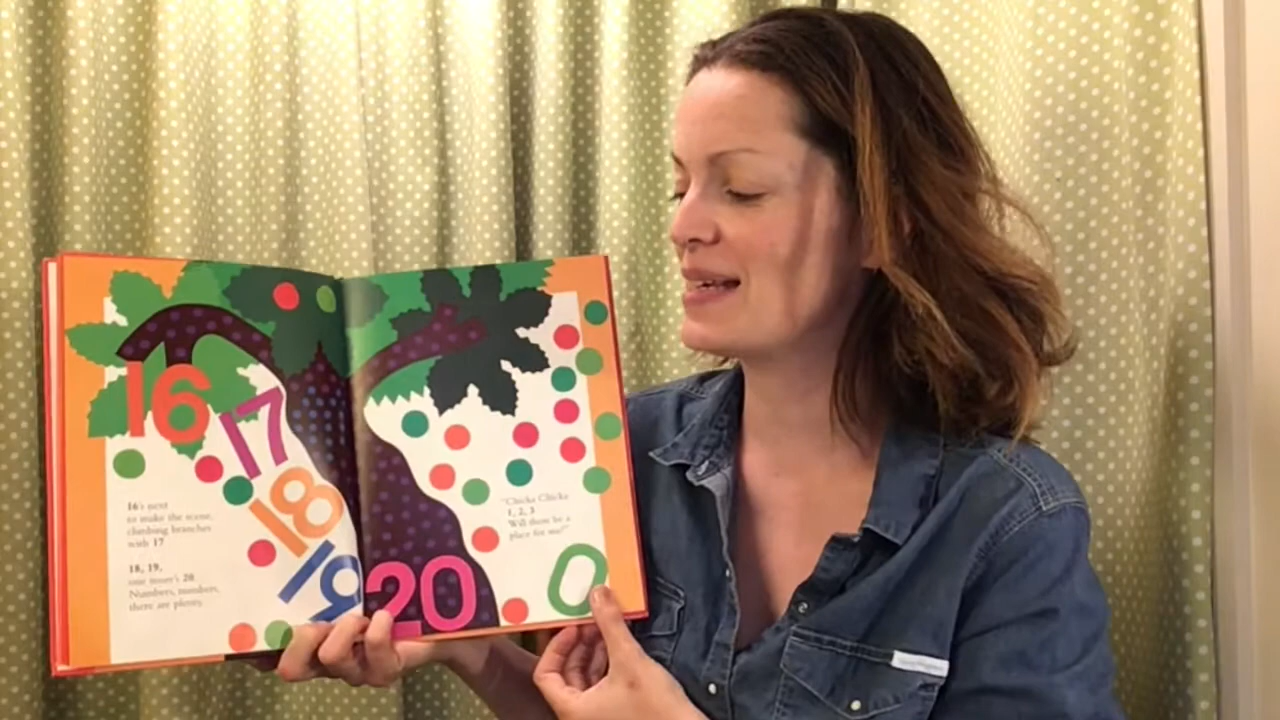 16
17
18
19
20
0
16's next
to make the scene,
climbing branches
with 17.
18, 19,
one more's 20.
Numbers, numbers,
there are plenty.
"Chicka Chicka
1, 2, 3
Will there be a
place for me?"